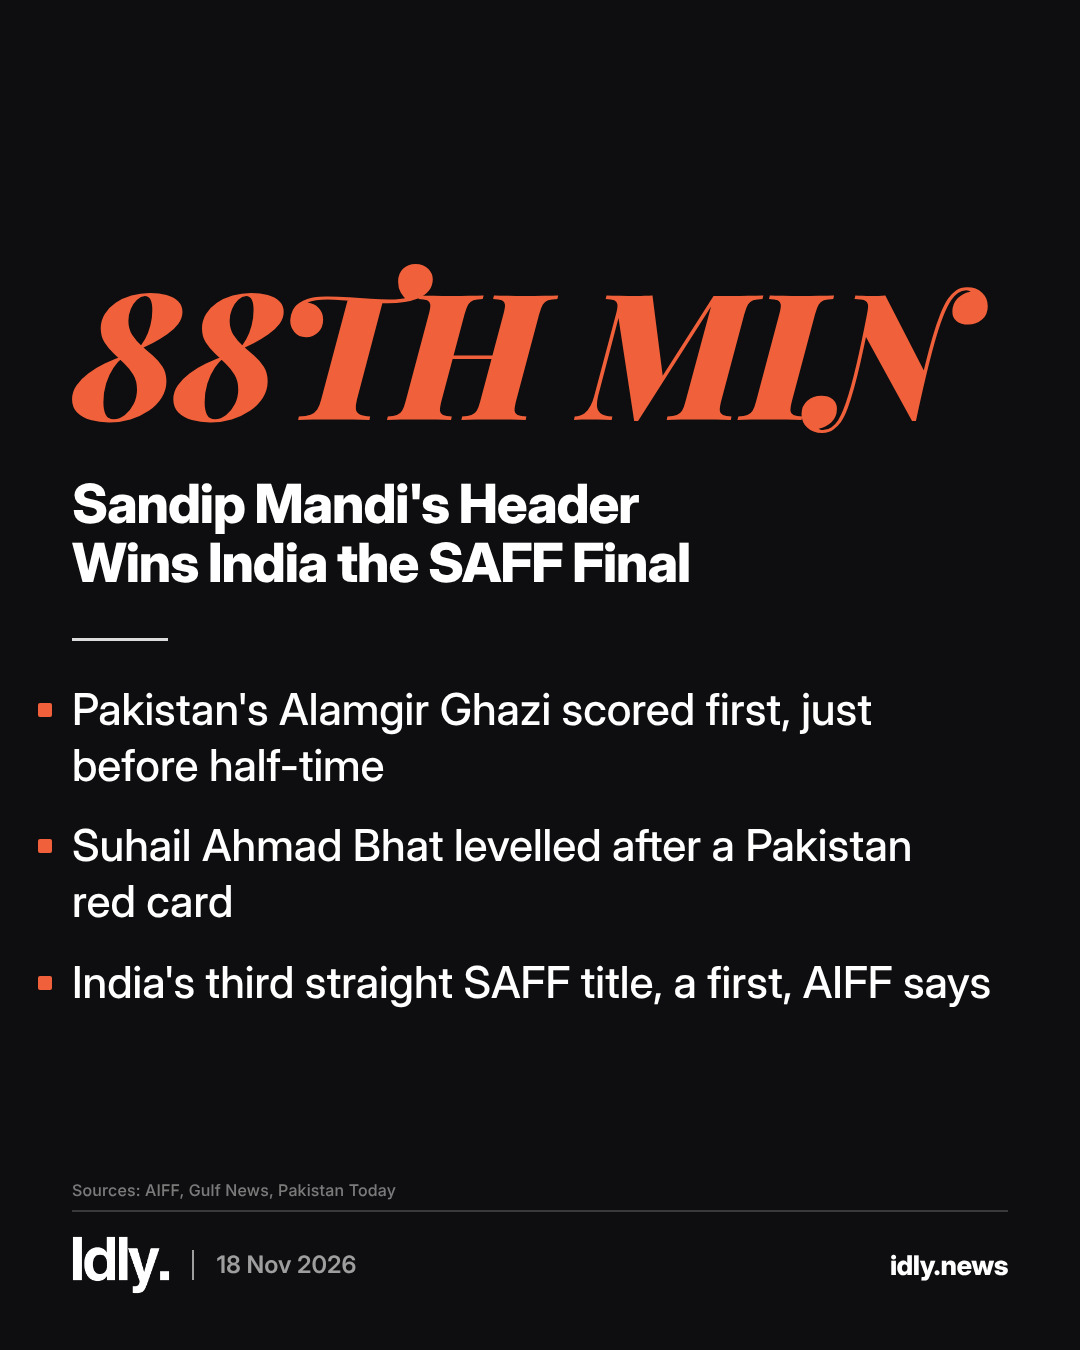 88TH MIN
Sandip Mandi's Header
Wins India the SAFF Final
Pakistan's Alamgir Ghazi scored first, just
before half-time
Suhail Ahmad Bhat levelled after a Pakistan
red card
India's third straight SAFF title, a first, AIFF says
Sources: AIFF, Gulf News, Pakistan Today
Idly. | 18 Nov 2026
idly.news